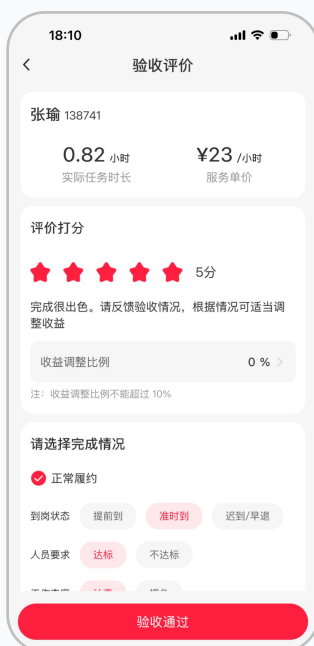 18:10
验收评价
张瑜 138741
0.82 小时 ¥23 /小时
实际任务时长 服务单价
评价打分
5分
完成很出色。请反馈验收情况，根据情况可适当调
整收益
收益调整比例 0 %
注：收益调整比例不能超过 10%
请选择完成情况
正常履约
到岗状态 提前到 准时到 迟到/早退
人员要求 达标 不达标
验收通过